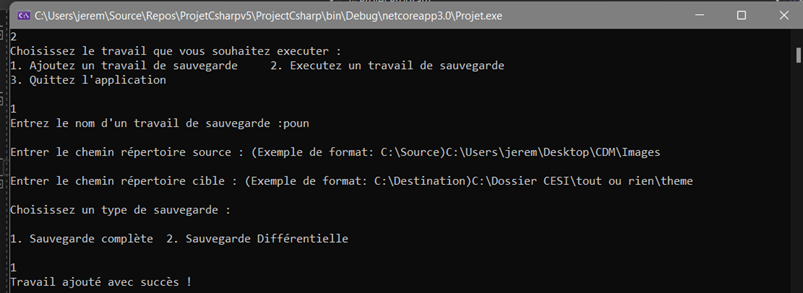 C:\Users\jerem\Source\Repos\ProjetCsharpv5\ProjectCsharp\bin\Debug\netcoreapp3.0\Projet.exe
2
Choisissez le travail que vous souhaitez executer :
1. Ajoutez un travail de sauvegarde     2. Executez un travail de sauvegarde
3. Quittez l'application
1
Entrez le nom d'un travail de sauvegarde :poun
Entrer le chemin répertoire source : (Exemple de format: C:\Source)C:\Users\jerem\Desktop\CDM\Images
Entrer le chemin répertoire cible : (Exemple de format: C:\Destination)C:\Dossier CESI\tout ou rien\theme
Choisissez un type de sauvegarde :
1. Sauvegarde complète  2. Sauvegarde Différentielle
1
Travail ajouté avec succès !